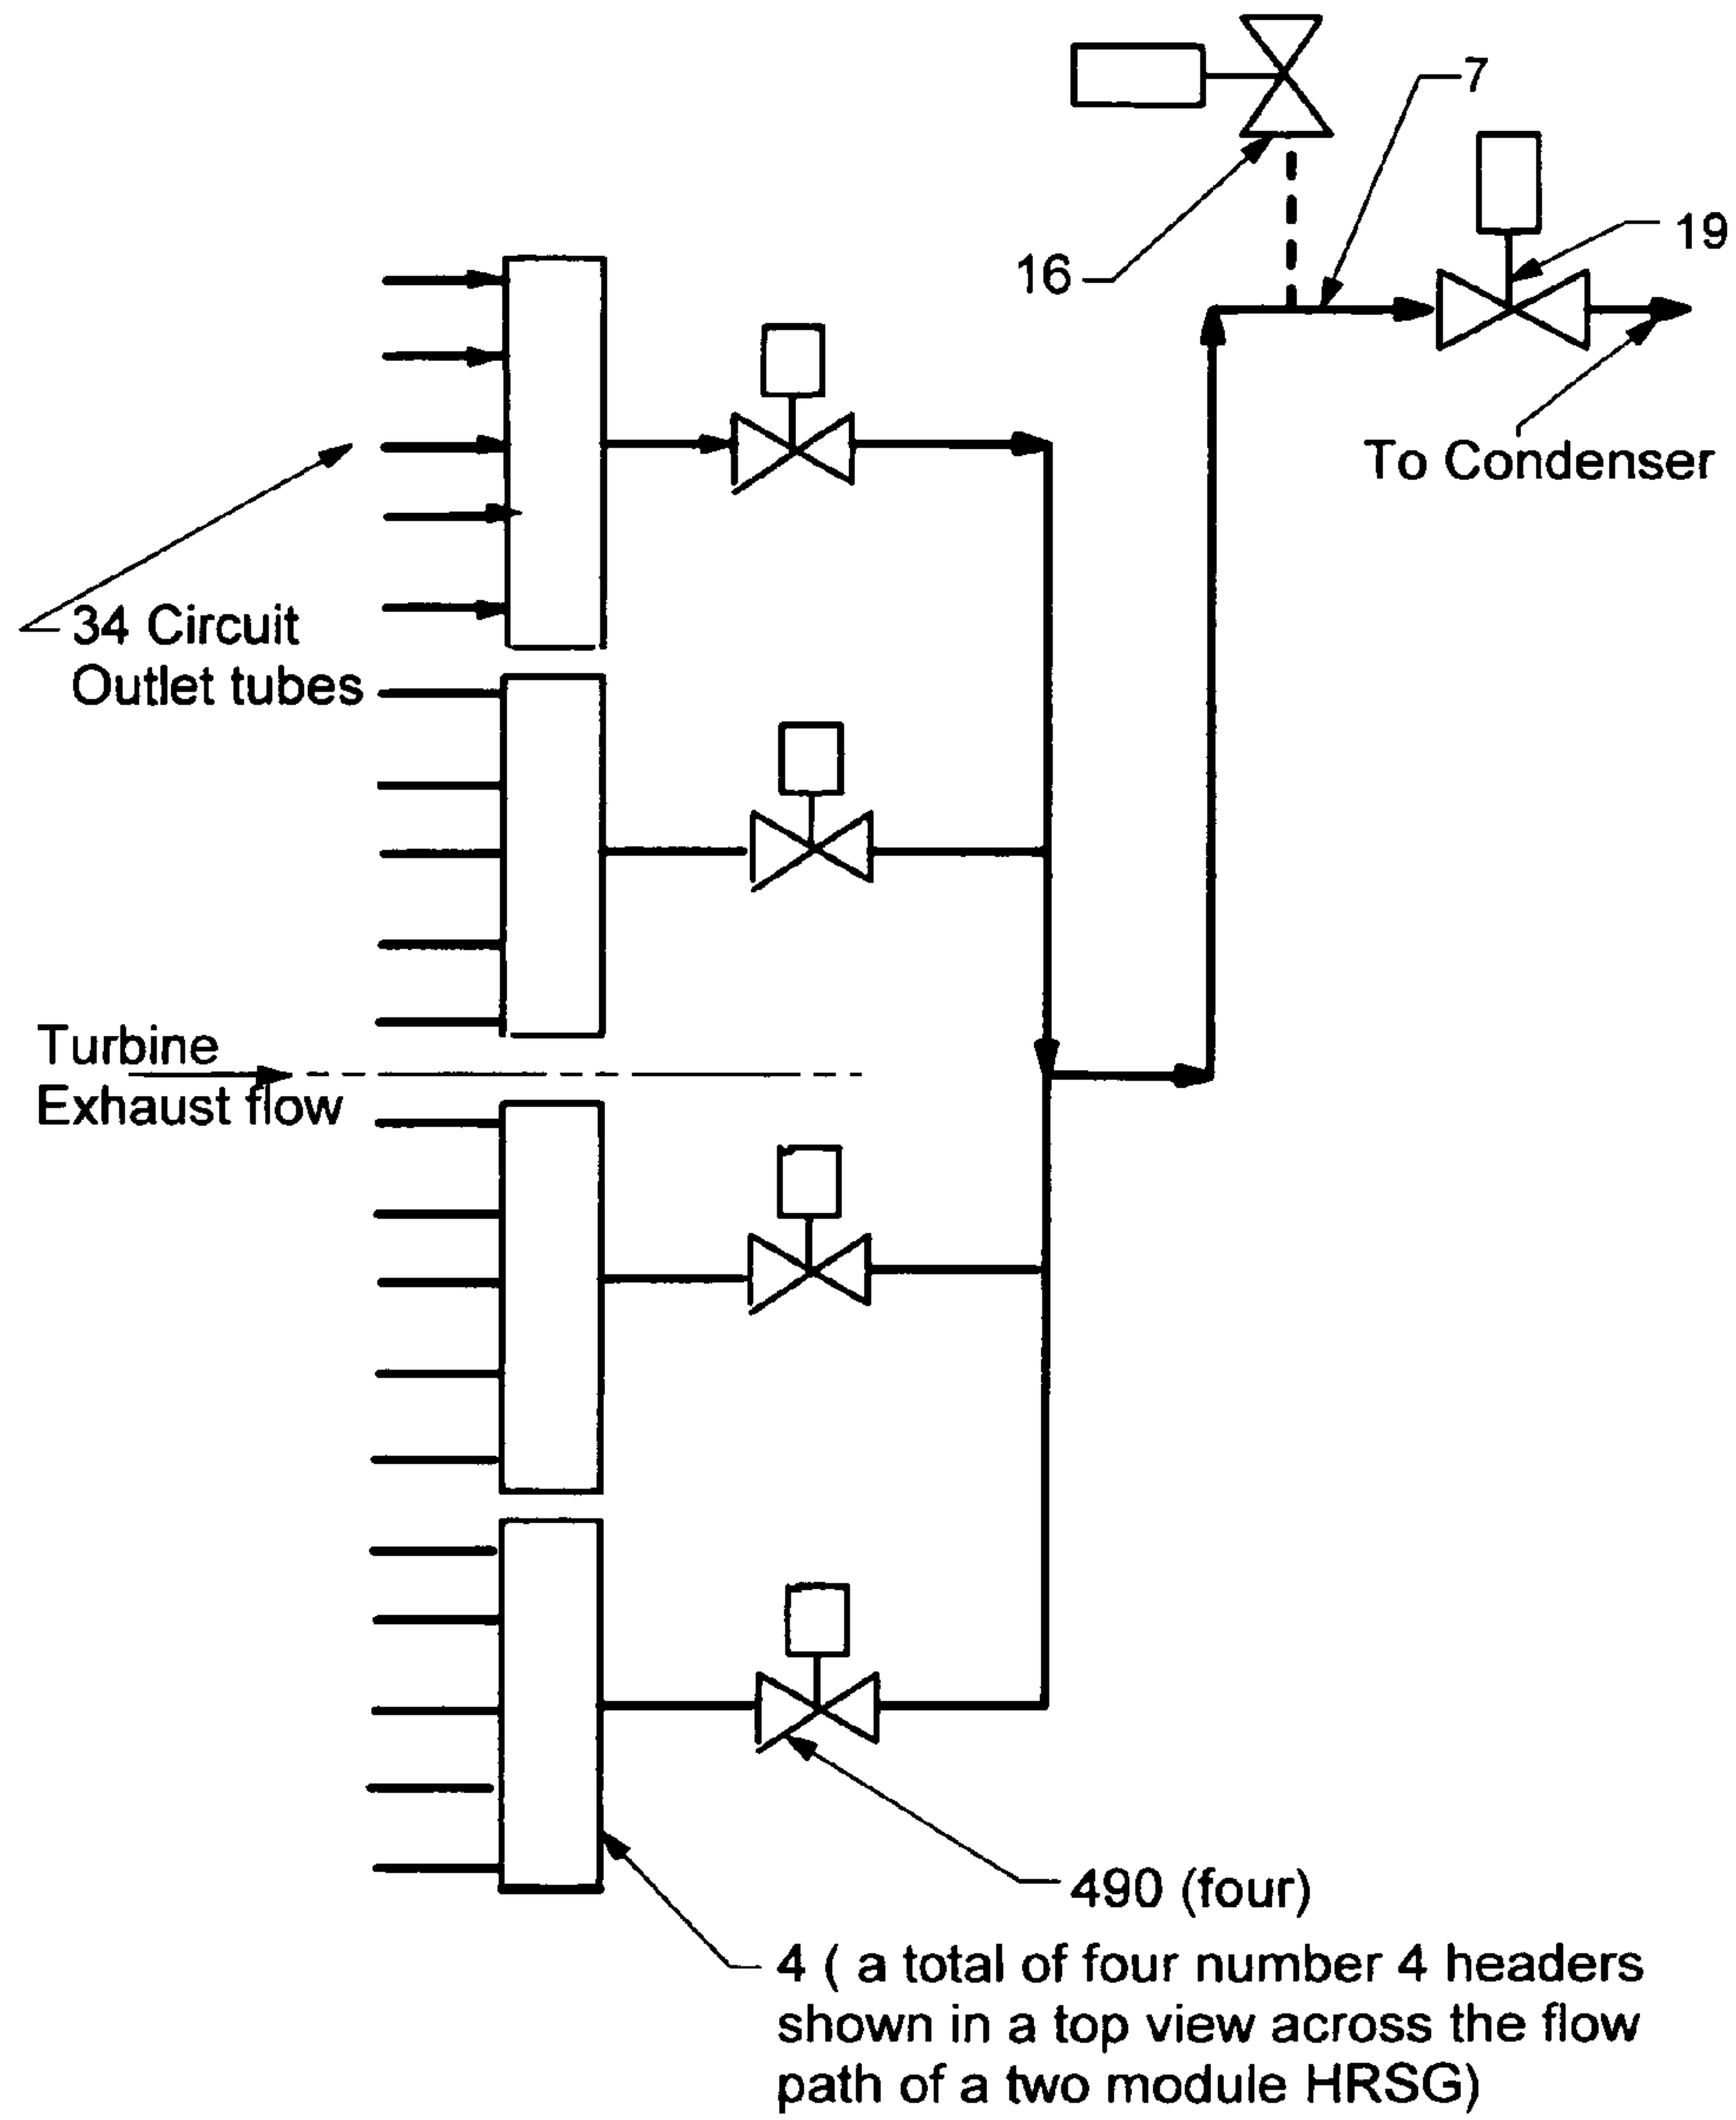 7
19
16
To Condenser
34 Circuit
Outlet tubes
Turbine
Exhaust flow
490 (four)
4 ( a total of four number 4 headers
shown in a top view across the flow
path of a two module HRSG)